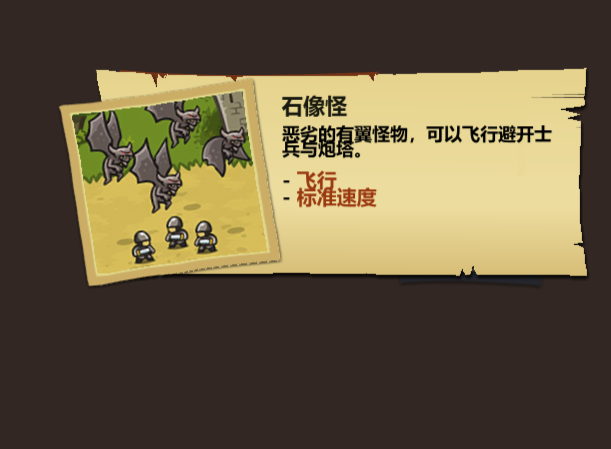 石像怪
恶劣的有翼怪物，可以飞行避开士
兵与炮塔。
- 飞行
- 标准速度